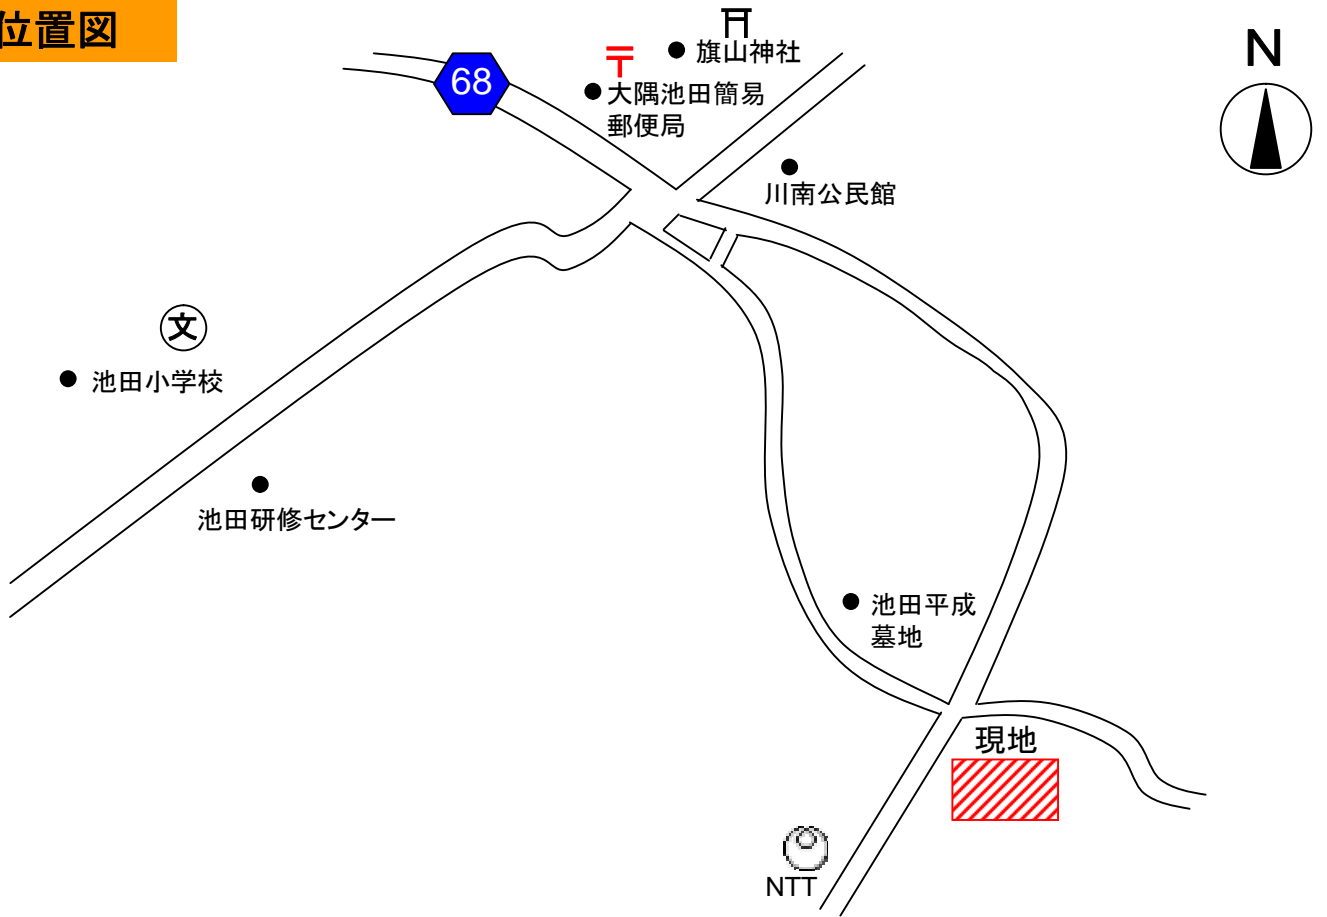 位置図
旗山神社
N
68
大隅池田簡易
郵便局
川南公民館
文
池田小学校
池田研修センター
池田平成
墓地
現地
NTT